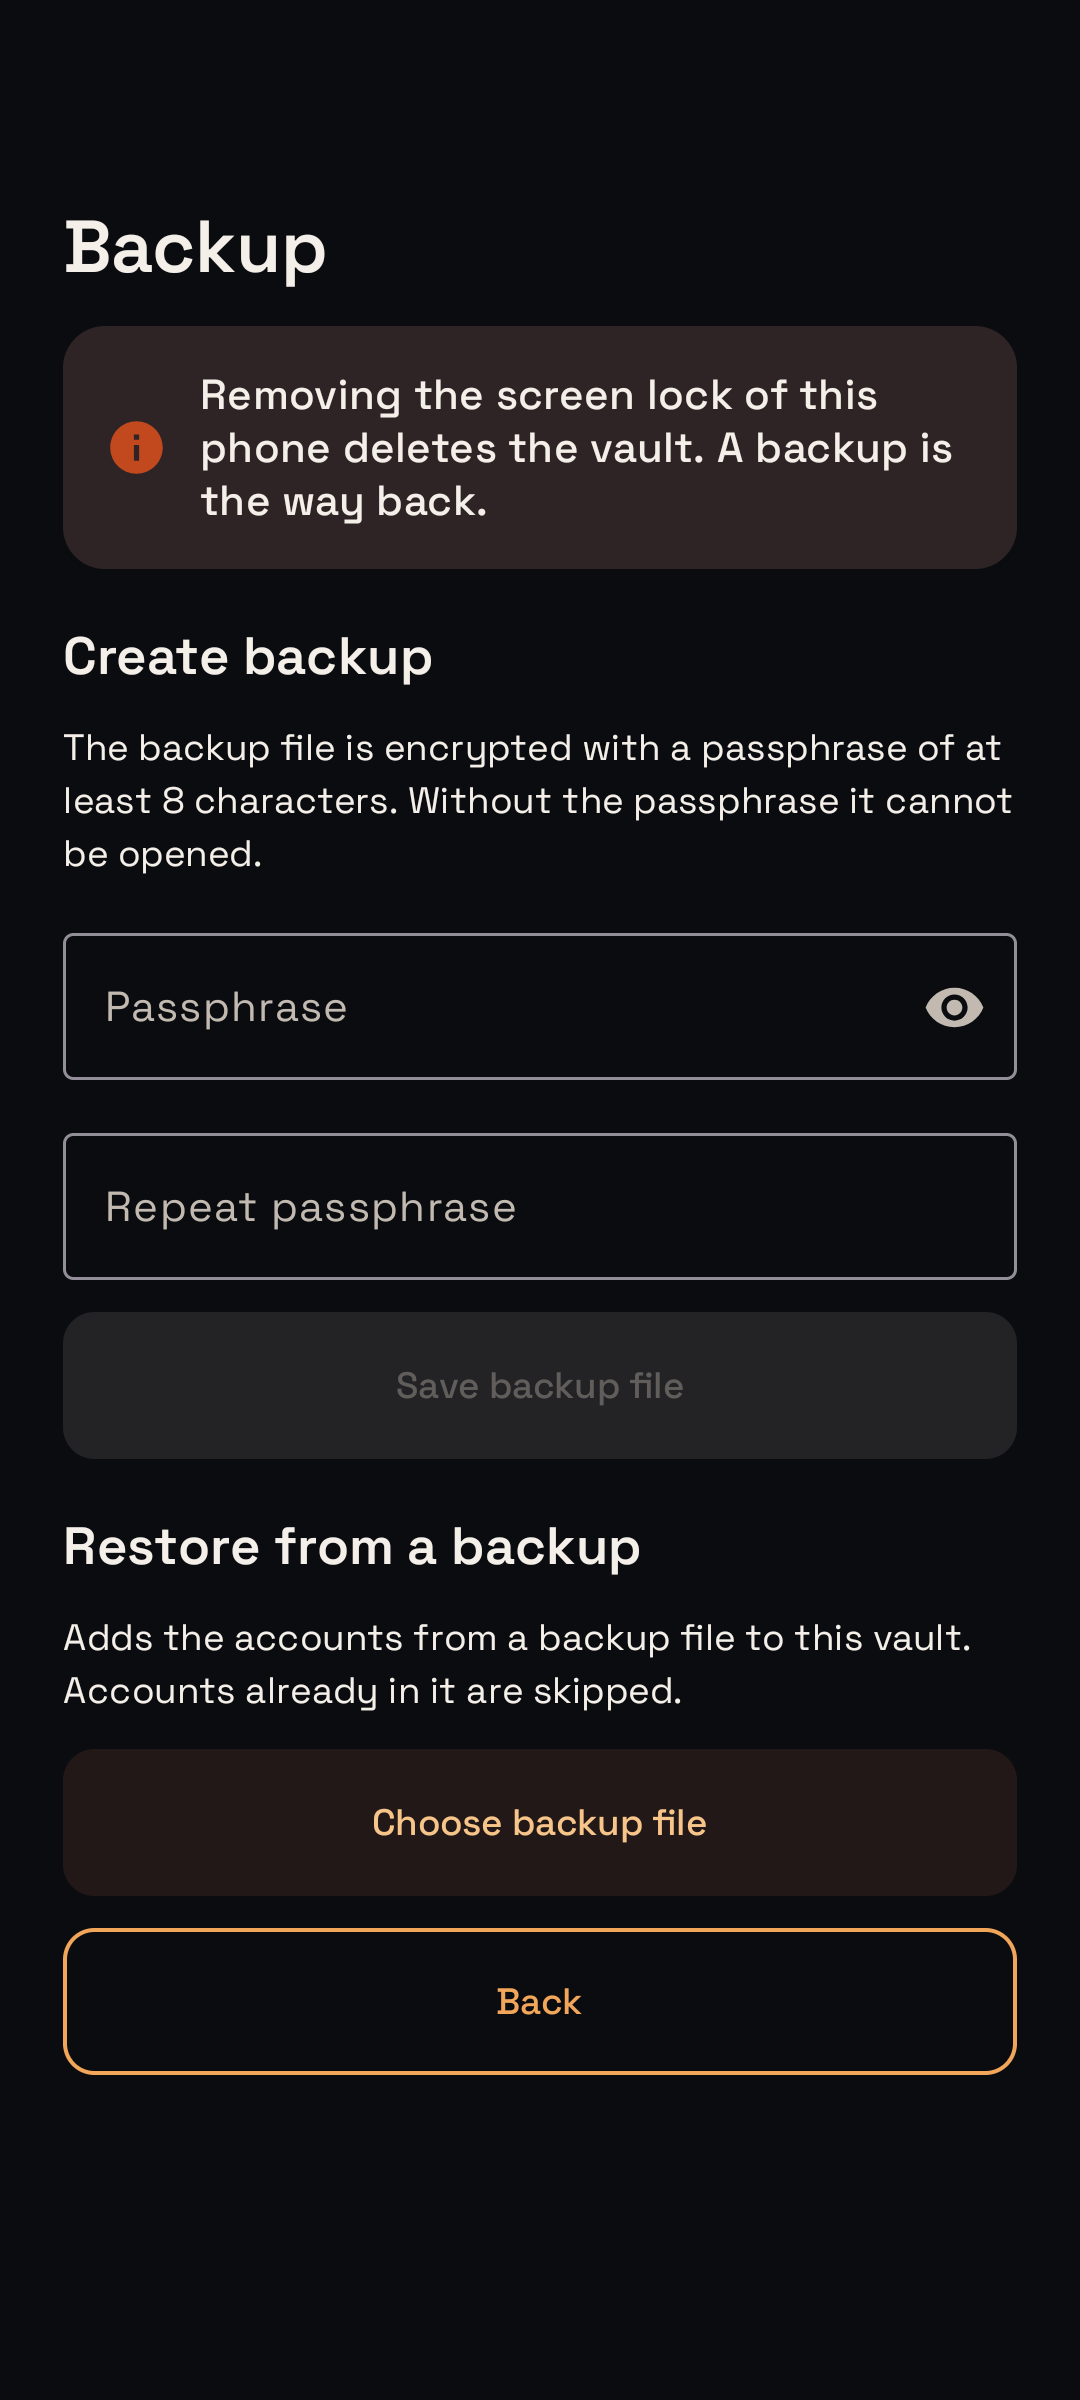 Backup
Removing the screen lock of this
phone deletes the vault. A backup is
the way back.
Create backup
The backup file is encrypted with a passphrase of at
least 8 characters. Without the passphrase it cannot
be opened.
Passphrase
Repeat passphrase
Save backup file
Restore from a backup
Adds the accounts from a backup file to this vault.
Accounts already in it are skipped.
Choose backup file
Back